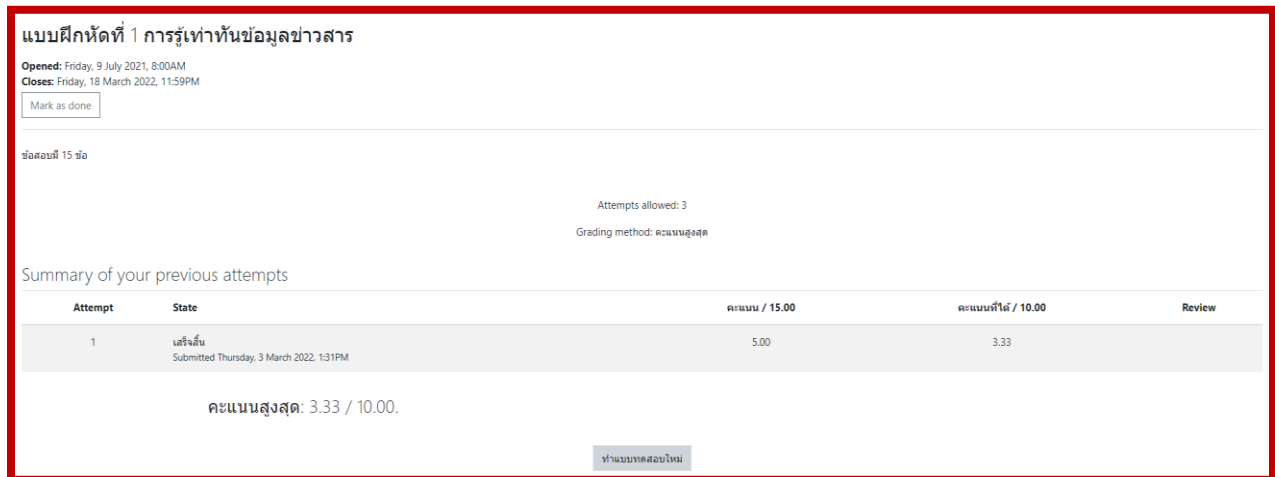 แบบฝึกหัดที่ 1 การรู้เท่าทันข้อมูลข่าวสาร
Opened: Friday, 9 July 2021, 8:00AM
Closes: Friday, 18 March 2022, 11:59PM
Mark as done
ข้อสอบมี 15 ข้อ
Attempts allowed: 3
Grading method: คะแนนสูงสุด
Summary of your previous attempts
Attempt State คะแนน / 15.00 คะแนนที่ได้ / 10.00 Review
1 เสร็จสิ้น 5.00 3.33
Submitted Thursday, 3 March 2022, 1:31PM
คะแนนสูงสุด: 3.33 / 10.00.
ทำแบบทดสอบใหม่